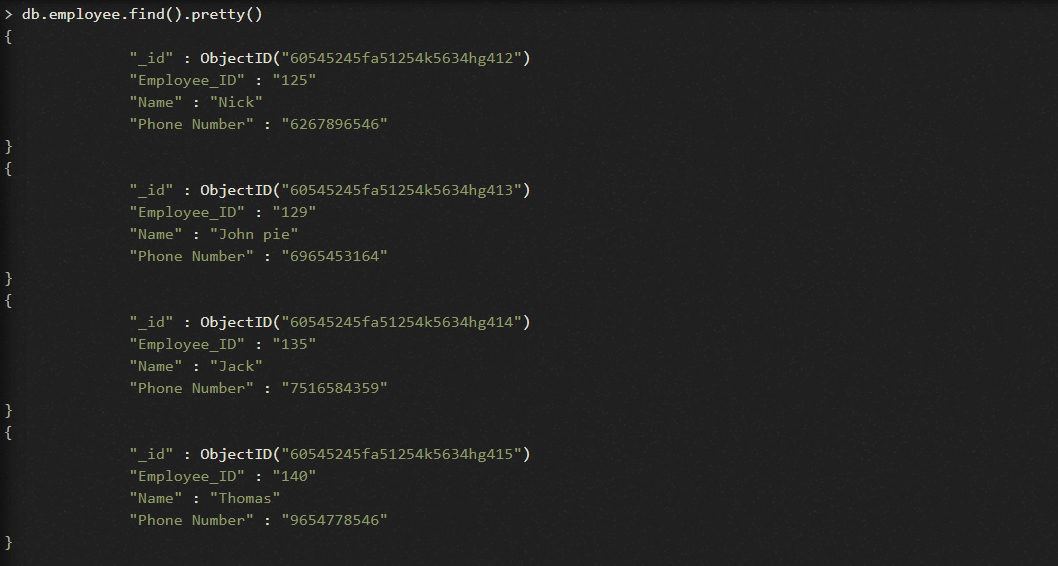 > db.employee.find().pretty()
{
"_id" : ObjectID("60545245fa51254k5634hg412")
"Employee_ID" : "125"
"Name" : "Nick"
"Phone Number" : "6267896546"
}
{
"_id" : ObjectID("60545245fa51254k5634hg413")
"Employee_ID" : "129"
"Name" : "John pie"
"Phone Number" : "6965453164"
}
{
"_id" : ObjectID("60545245fa51254k5634hg414")
"Employee_ID" : "135"
"Name" : "Jack"
"Phone Number" : "7516584359"
}
{
"_id" : ObjectID("60545245fa51254k5634hg415")
"Employee_ID" : "140"
"Name" : "Thomas"
"Phone Number" : "9654778546"
}